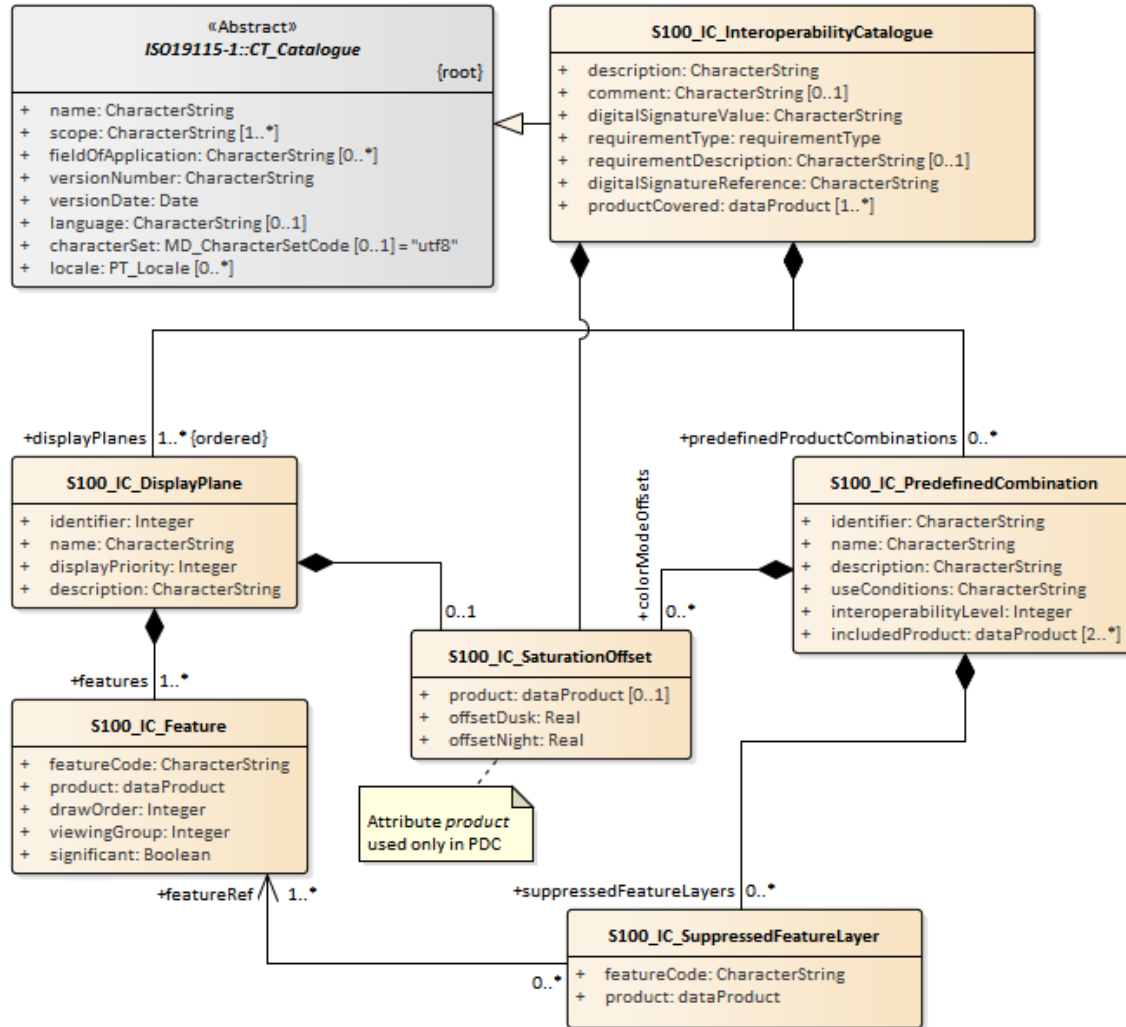 «Abstract»
ISO19115-1::CT_Catalogue
{root}
+ name: CharacterString
+ scope: CharacterString [1..*]
+ fieldOfApplication: CharacterString [0..*]
+ versionNumber: CharacterString
+ versionDate: Date
+ language: CharacterString [0..1]
+ characterSet: MD_CharacterSetCode [0..1] = "utf8"
+ locale: PT_Locale [0..*]
S100_IC_InteroperabilityCatalogue
+ description: CharacterString
+ comment: CharacterString [0..1]
+ digitalSignatureValue: CharacterString
+ requirementType: requirementType
+ requirementDescription: CharacterString [0..1]
+ digitalSignatureReference: CharacterString
+ productCovered: dataProduct [1..*]
+displayPlanes 1..* {ordered}
+predefinedProductCombinations 0..*
S100_IC_DisplayPlane
+ identifier: Integer
+ name: CharacterString
+ displayPriority: Integer
+ description: CharacterString
0..1
+colorModeOffsets
0..*
S100_IC_PredefinedCombination
+ identifier: CharacterString
+ name: CharacterString
+ description: CharacterString
+ useConditions: CharacterString
+ interoperabilityLevel: Integer
+ includedProduct: dataProduct [2..*]
S100_IC_SaturationOffset
+ product: dataProduct [0..1]
+ offsetDusk: Real
+ offsetNight: Real
+features 1..*
S100_IC_Feature
+ featureCode: CharacterString
+ product: dataProduct
+ drawOrder: Integer
+ viewingGroup: Integer
+ significant: Boolean
Attribute product
used only in PDC
+featureRef 1..*
+suppressedFeatureLayers 0..*
0..*
S100_IC_SuppressedFeatureLayer
+ featureCode: CharacterString
+ product: dataProduct